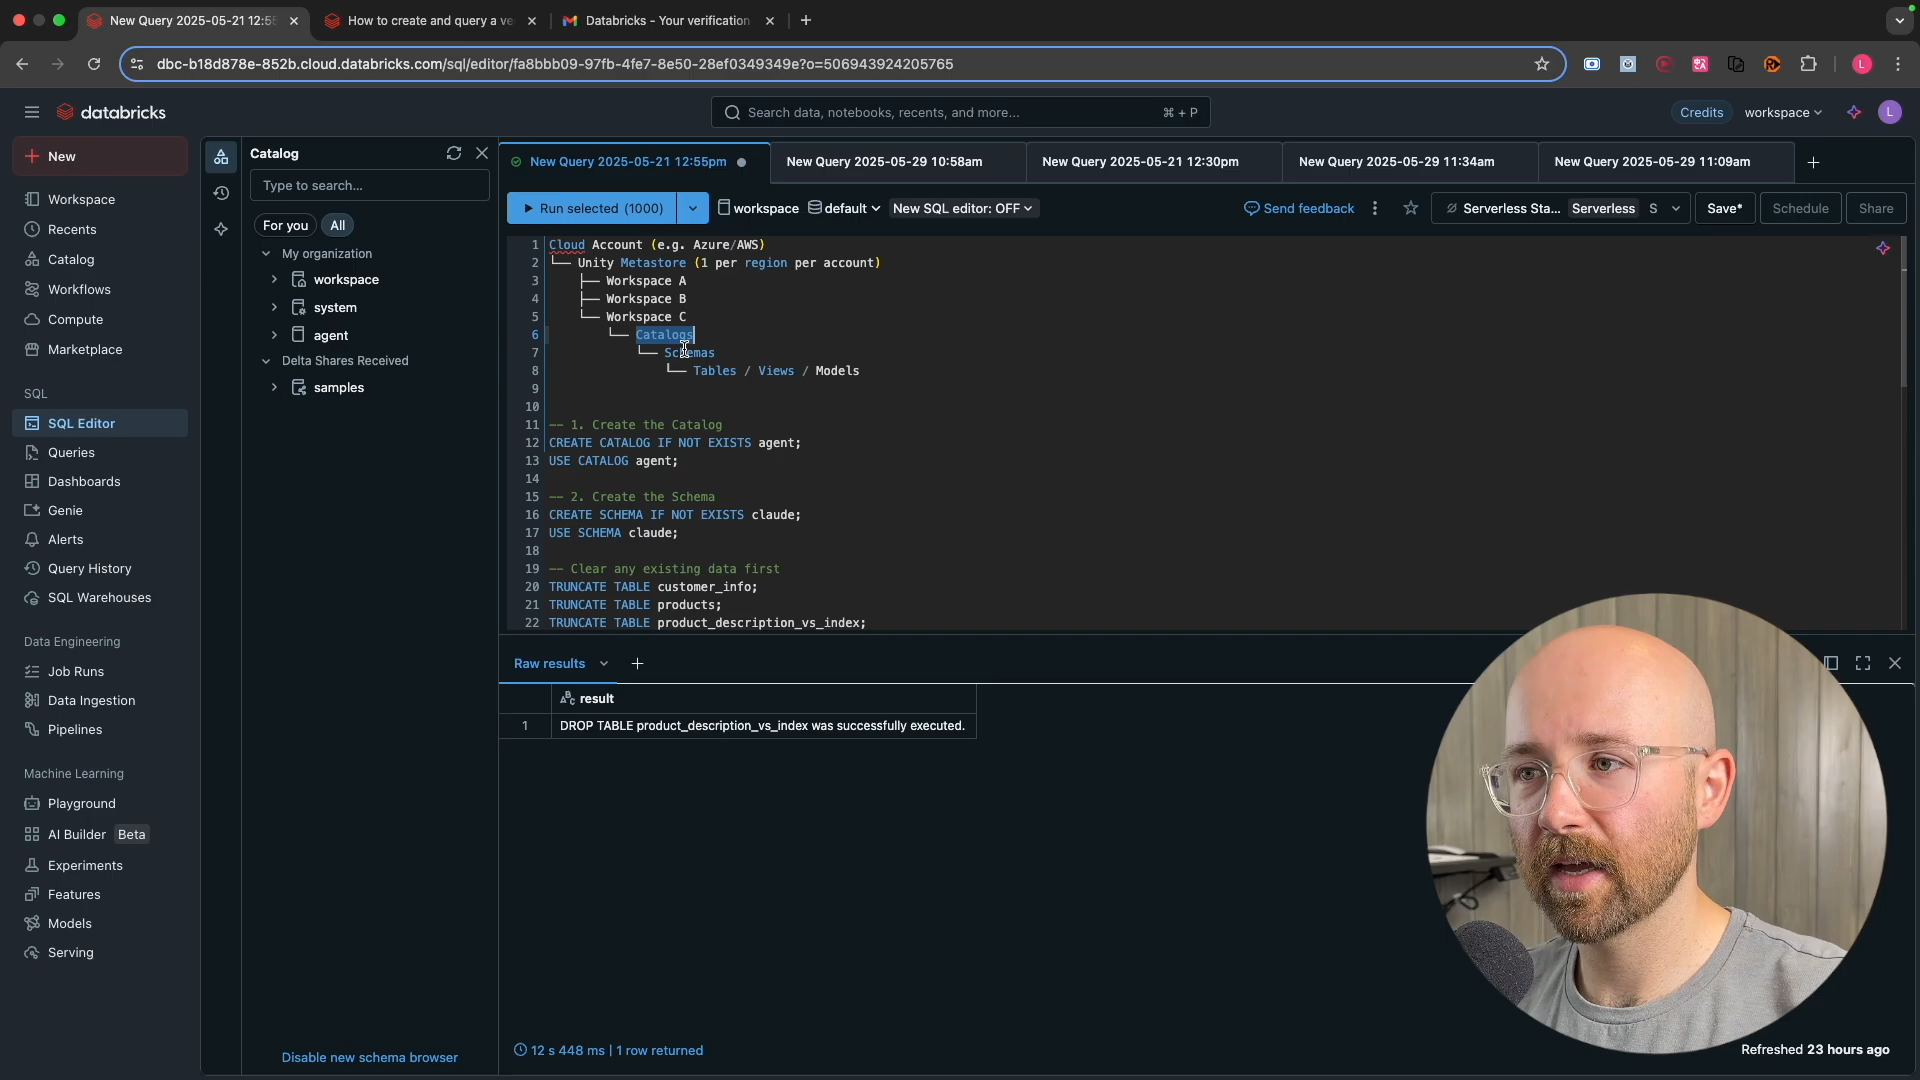 New Query 2025-05-21 12:55
How to create and query a ve
Databricks - Your verification
dbc-b18d878e-852b.cloud.databricks.com/sql/editor/fa8bbb09-97fb-4fe7-8e50-28ef0349349e?o=506943924205765
L
databricks
Search data, notebooks, recents, and more...
⌘ + P
Credits
workspace
L
New
Workspace
Recents
Catalog
Workflows
Compute
Marketplace
SQL
SQL Editor
Queries
Dashboards
Genie
Alerts
Query History
SQL Warehouses
Data Engineering
Job Runs
Data Ingestion
Pipelines
Machine Learning
Playground
AI Builder Beta
Experiments
Features
Models
Serving
Catalog
Type to search...
For you All
My organization
workspace
system
agent
Delta Shares Received
samples
Disable new schema browser
New Query 2025-05-21 12:55pm
New Query 2025-05-29 10:58am
New Query 2025-05-21 12:30pm
New Query 2025-05-29 11:34am
New Query 2025-05-29 11:09am
Run selected (1000)
workspace
default
New SQL editor: OFF
Send feedback
Serverless Sta... Serverless S
Save*
Schedule
Share
1 Cloud Account (e.g. Azure/AWS)
2 └── Unity Metastore (1 per region per account)
3 ├── Workspace A
4 ├── Workspace B
5 └── Workspace C
6 └── Catalogs
7 └── Schemas
8 └── Tables / Views / Models
9
10
11 -- 1. Create the Catalog
12 CREATE CATALOG IF NOT EXISTS agent;
13 USE CATALOG agent;
14
15 -- 2. Create the Schema
16 CREATE SCHEMA IF NOT EXISTS claude;
17 USE SCHEMA claude;
18
19 -- Clear any existing data first
20 TRUNCATE TABLE customer_info;
21 TRUNCATE TABLE products;
22 TRUNCATE TABLE product_description_vs_index;
Raw results
result
1 DROP TABLE product_description_vs_index was successfully executed.
12 s 448 ms | 1 row returned
Refreshed 23 hours ago